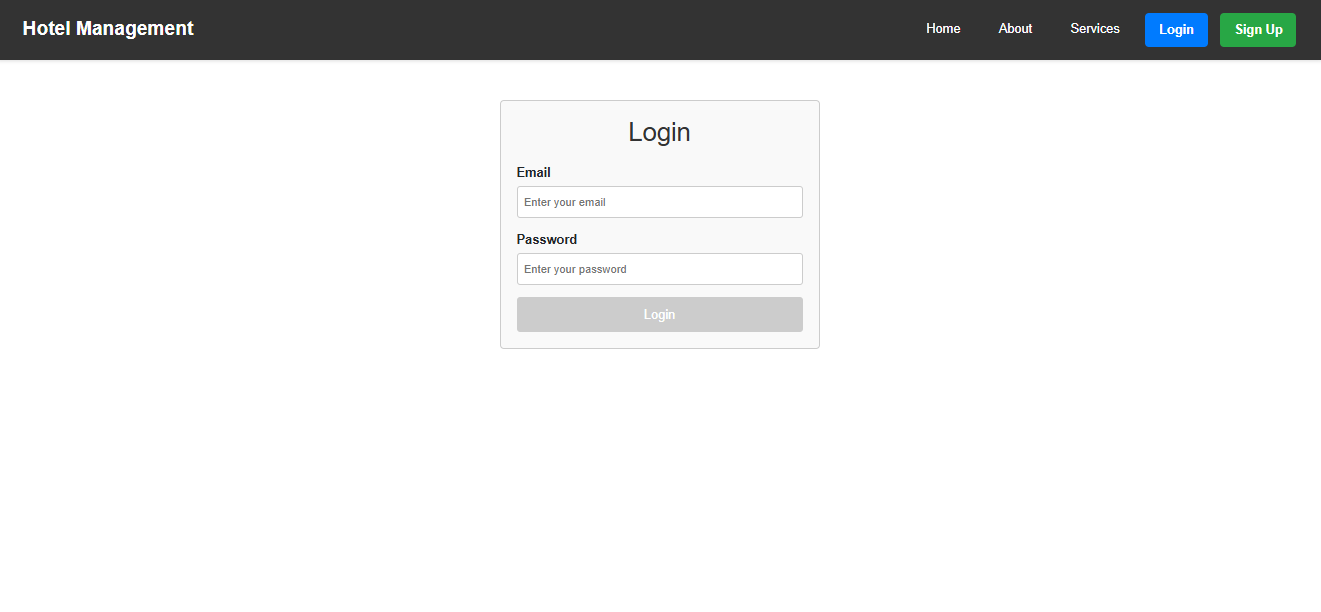 Hotel Management Home About Services Login Sign Up
Login
Email
Enter your email
Password
Enter your password
Login